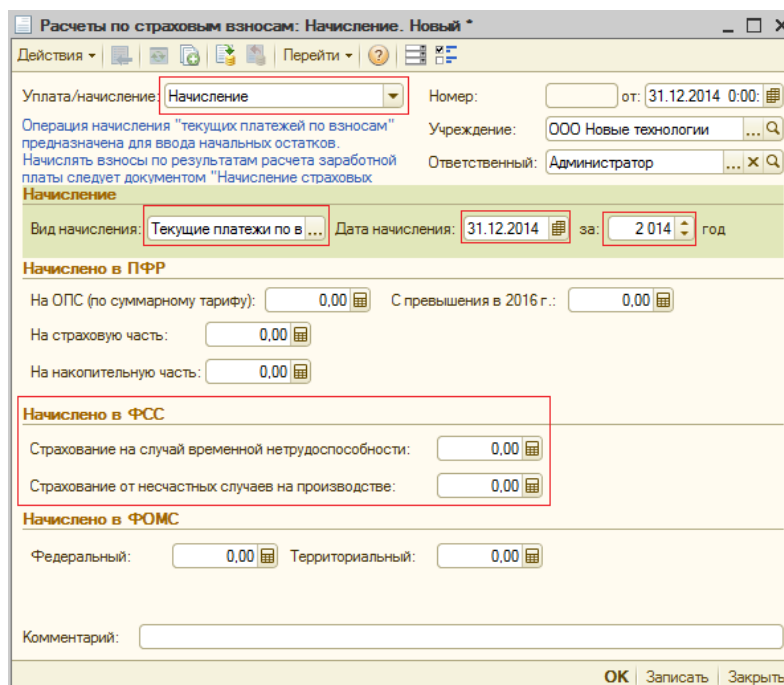 Расчеты по страховым взносам: Начисление. Новый *
Действия Перейти
Уплата/начисление: Начисление Номер: от: 31.12.2014 0:00:
Операция начисления "текущих платежей по взносам" предназначена для ввода начальных остатков.
Начислять взносы по результатам расчета заработной платы следует документом "Начисление страховых
Учреждение: ООО Новые технологии ...
Ответственный: Администратор ... x
Начисление
Вид начисления: Текущие платежи по в ... Дата начисления: 31.12.2014 за: 2 014 год
Начислено в ПФР
На ОПС (по суммарному тарифу): 0,00 С превышения в 2016 г.: 0,00
На страховую часть: 0,00
На накопительную часть: 0,00
Начислено в ФСС
Страхование на случай временной нетрудоспособности: 0,00
Страхование от несчастных случаев на производстве: 0,00
Начислено в ФОМС
Федеральный: 0,00 Территориальный: 0,00
Комментарий:
OK Записать Закрыть